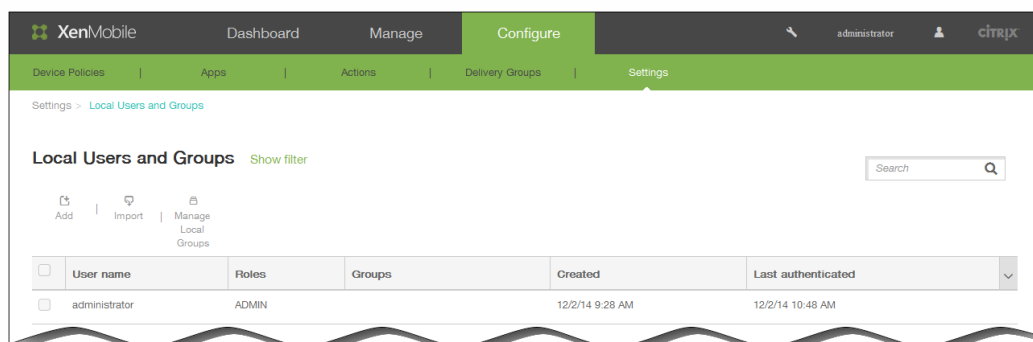 XenMobile Dashboard Manage Configure administrator CİTRIX
Device Policies | Apps | Actions | Delivery Groups | Settings
Settings > Local Users and Groups
Local Users and Groups Show filter
Search
Add | Import | Manage
Local
Groups
User name Roles Groups Created Last authenticated
administrator ADMIN 12/2/14 9:28 AM 12/2/14 10:48 AM